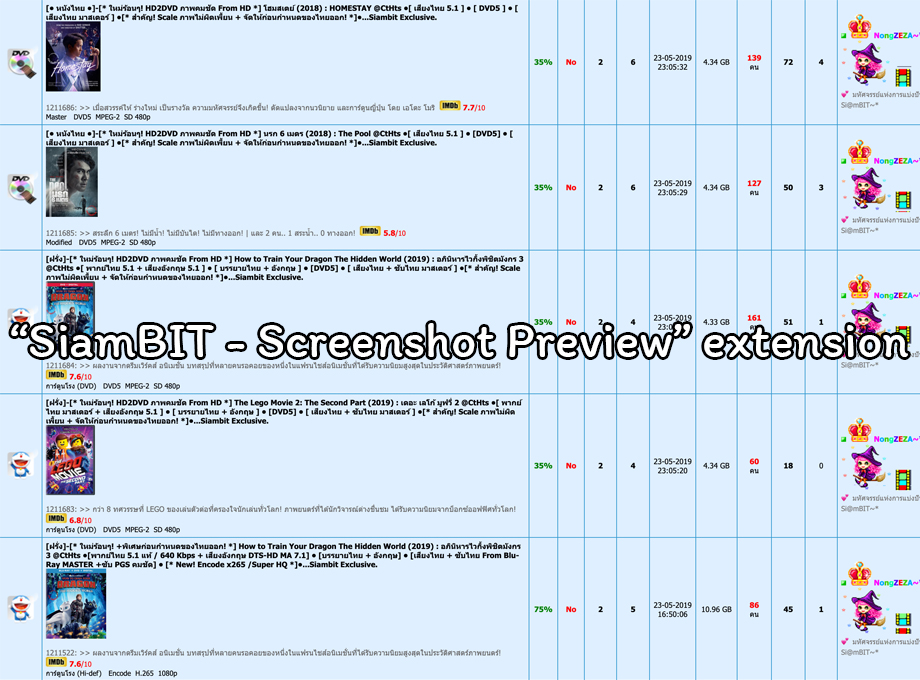 [● หนังไทย ●]-[* ใหม่ร้อนๆ! HD2DVD ภาพคมชัด From HD *] โฮมสเตย์ (2018) : HOMESTAY @CtHts ●[ เสียงไทย 5.1 ] ● [ DVD5 ] ● [
เสียงไทย มาสเตอร์ ] ●[* สำคัญ! Scale ภาพไม่ผิดเพี้ยน + จัดให้ก่อนกำหนดของไทยออก! *]●...Siambit Exclusive.
DVD
Homestay
35% No 2 6 23-05-2019 4.34 GB 139 72 4
23:05:32 คน
NongZEZA~
1211686: >> เมื่อสวรรค์ให้ ร่างใหม่ เป็นรางวัล ความมหัศจรรย์จึงเกิดขึ้น! ดัดแปลงจากนวนิยาย และการ์ตูนญี่ปุ่น โดย เอโตะ โมริ IMDb 7.7/10
Master DVD5 MPEG-2 SD 480p
มหัศจรรย์แห่งการแบ่งปั
Si@mBIT~*
[● หนังไทย ●]-[* ใหม่ร้อนๆ! HD2DVD ภาพคมชัด From HD *] นรก 6 เมตร (2018) : The Pool @CtHts ●[ เสียงไทย 5.1 ] ● [DVD5] ● [
เสียงไทย มาสเตอร์ ] ●[* สำคัญ! Scale ภาพไม่ผิดเพี้ยน + จัดให้ก่อนกำหนดของไทยออก! *]●...Siambit Exclusive.
DVD
35% No 2 6 23-05-2019 4.34 GB 127 50 3
23:05:29 คน
NongZEZA~
1211685: >> สระลึก 6 เมตร! ไม่มีน้ำ! ไม่มีบันได! ไม่มีทางออก! | และ 2 คน.. 1 สระน้ำ.. 0 ทางออก! IMDb 5.8/10
Modified DVD5 MPEG-2 SD 480p
มหัศจรรย์แห่งการแบ่งปั
Si@mBIT~*
[ฝรั่ง]-[* ใหม่ร้อนๆ! HD2DVD ภาพคมชัด From HD *] How to Train Your Dragon The Hidden World (2019) : อภินิหารไวกิ้งพิชิตมังกร 3
@CtHts ●[ พากย์ไทย 5.1 + เสียงอังกฤษ 5.1 ] ● [ บรรยายไทย + อังกฤษ ] ● [DVD5] ● [ เสียงไทย + ซับไทย มาสเตอร์ ] ●[* สำคัญ! Scale
ภาพไม่ผิดเพี้ยน + จัดให้ก่อนกำหนดของไทยออก! *]●...Siambit Exclusive.
35% No 2 4 23-05-2019 4.33 GB 161 51 1
NongZEZA~
“SiamBIT - Screenshot Preview” extension
1211684: >> ผลงานจากดรีมเวิร์คส์ อนิเมชั่น บทสรุปที่หลายคนรอคอยของหนึ่งในแฟรนไชส์อนิเมชั่นที่ได้รับความนิยมสูงสุดในประวัติศาสตร์ภาพยนตร์!
IMDb 7.6/10
การ์ตูนโรง (DVD) DVD5 MPEG-2 SD 480p
Si@mBIT~*
[ฝรั่ง]-[* ใหม่ร้อนๆ! HD2DVD ภาพคมชัด From HD *] The Lego Movie 2: The Second Part (2019) : เดอะ เลโก้ มูฟวี่ 2 @CtHts ●[ พากย์
ไทย มาสเตอร์ + เสียงอังกฤษ 5.1 ] ● [ บรรยายไทย + อังกฤษ ] ● [DVD5] ● [ เสียงไทย + ซับไทย มาสเตอร์ ] ●[* สำคัญ! Scale ภาพไม่ผิด
เพี้ยน + จัดให้ก่อนกำหนดของไทยออก! *]●...Siambit Exclusive.
35% No 2 4 23-05-2019 4.34 GB 60 18 0
23:05:20 คน
NongZEZA~
1211683: >> กว่า 8 ทศวรรษที่ LEGO ของเล่นตัวต่อที่ครองใจนักเล่นทั่วโลก! ภาพยนตร์ที่ได้นักวิจารณ์ต่างชื่นชม ได้รับความนิยมจากบ็อกซ์ออฟฟิศทั่วโลก!
IMDb 6.8/10
การ์ตูนโรง (DVD) DVD5 MPEG-2 SD 480p
มหัศจรรย์แห่งการแบ่งปั
Si@mBIT~*
[ฝรั่ง]-[* ใหม่ร้อนๆ! +พิเศษก่อนกำหนดของไทยออก! *] How to Train Your Dragon The Hidden World (2019) : อภินิหารไวกิ้งพิชิตมังกร
3 @CtHts ●[พากย์ไทย 5.1 แท้ / 640 Kbps + เสียงอังกฤษ DTS-HD MA 7.1] ● [บรรยายไทย + อังกฤษ] ● [เสียงไทย + ซับไทย From Blu-
Ray MASTER +ซับ PGS คมชัด] ● [* New! Encode x265 /Super HQ *]●...Siambit Exclusive.
75% No 2 5 23-05-2019 10.96 GB 86 45 1
16:50:06 คน
NongZEZA~
1211522: >> ผลงานจากดรีมเวิร์คส์ อนิเมชั่น บทสรุปที่หลายคนรอคอยของหนึ่งในแฟรนไชส์อนิเมชั่นที่ได้รับความนิยมสูงสุดในประวัติศาสตร์ภาพยนตร์!
IMDb 7.6/10
การ์ตูนโรง (Hi-def) Encode H.265 1080p
มหัศจรรย์แห่งการแบ่งปั
Si@mBIT~*